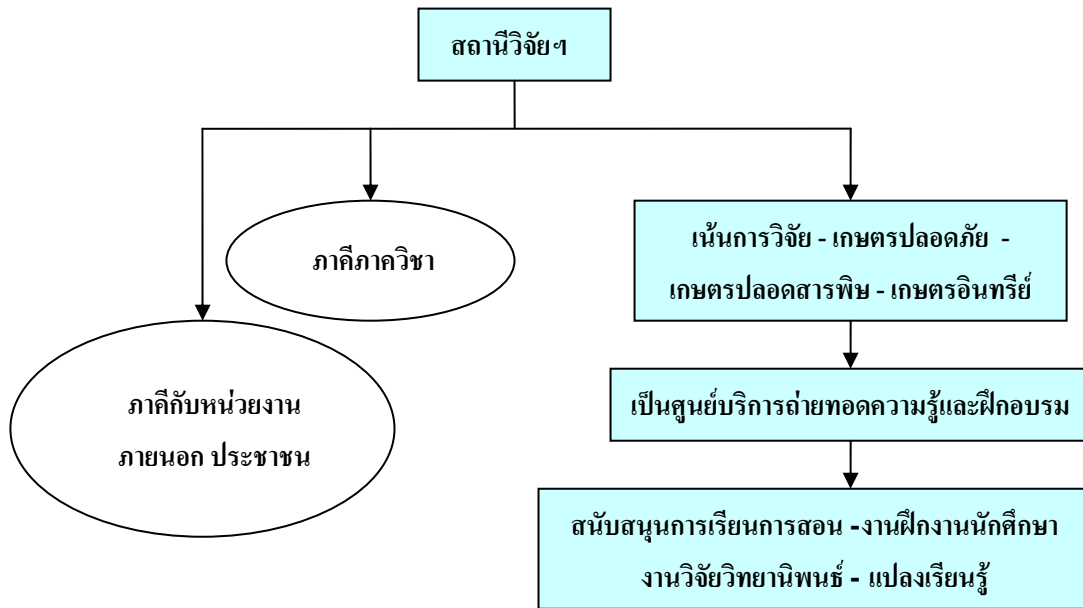 สถานีวิจัยฯ
ภาคีภาควิชา
ภาคีกับหน่วยงาน
ภายนอก ประชาชน
เน้นการวิจัย - เกษตรปลอดภัย -
เกษตรปลอดสารพิษ - เกษตรอินทรีย์
เป็นศูนย์บริการถ่ายทอดความรู้และฝึกอบรม
สนับสนุนการเรียนการสอน -งานฝึกงานนักศึกษา
งานวิจัยวิทยานิพนธ์ - แปลงเรียนรู้